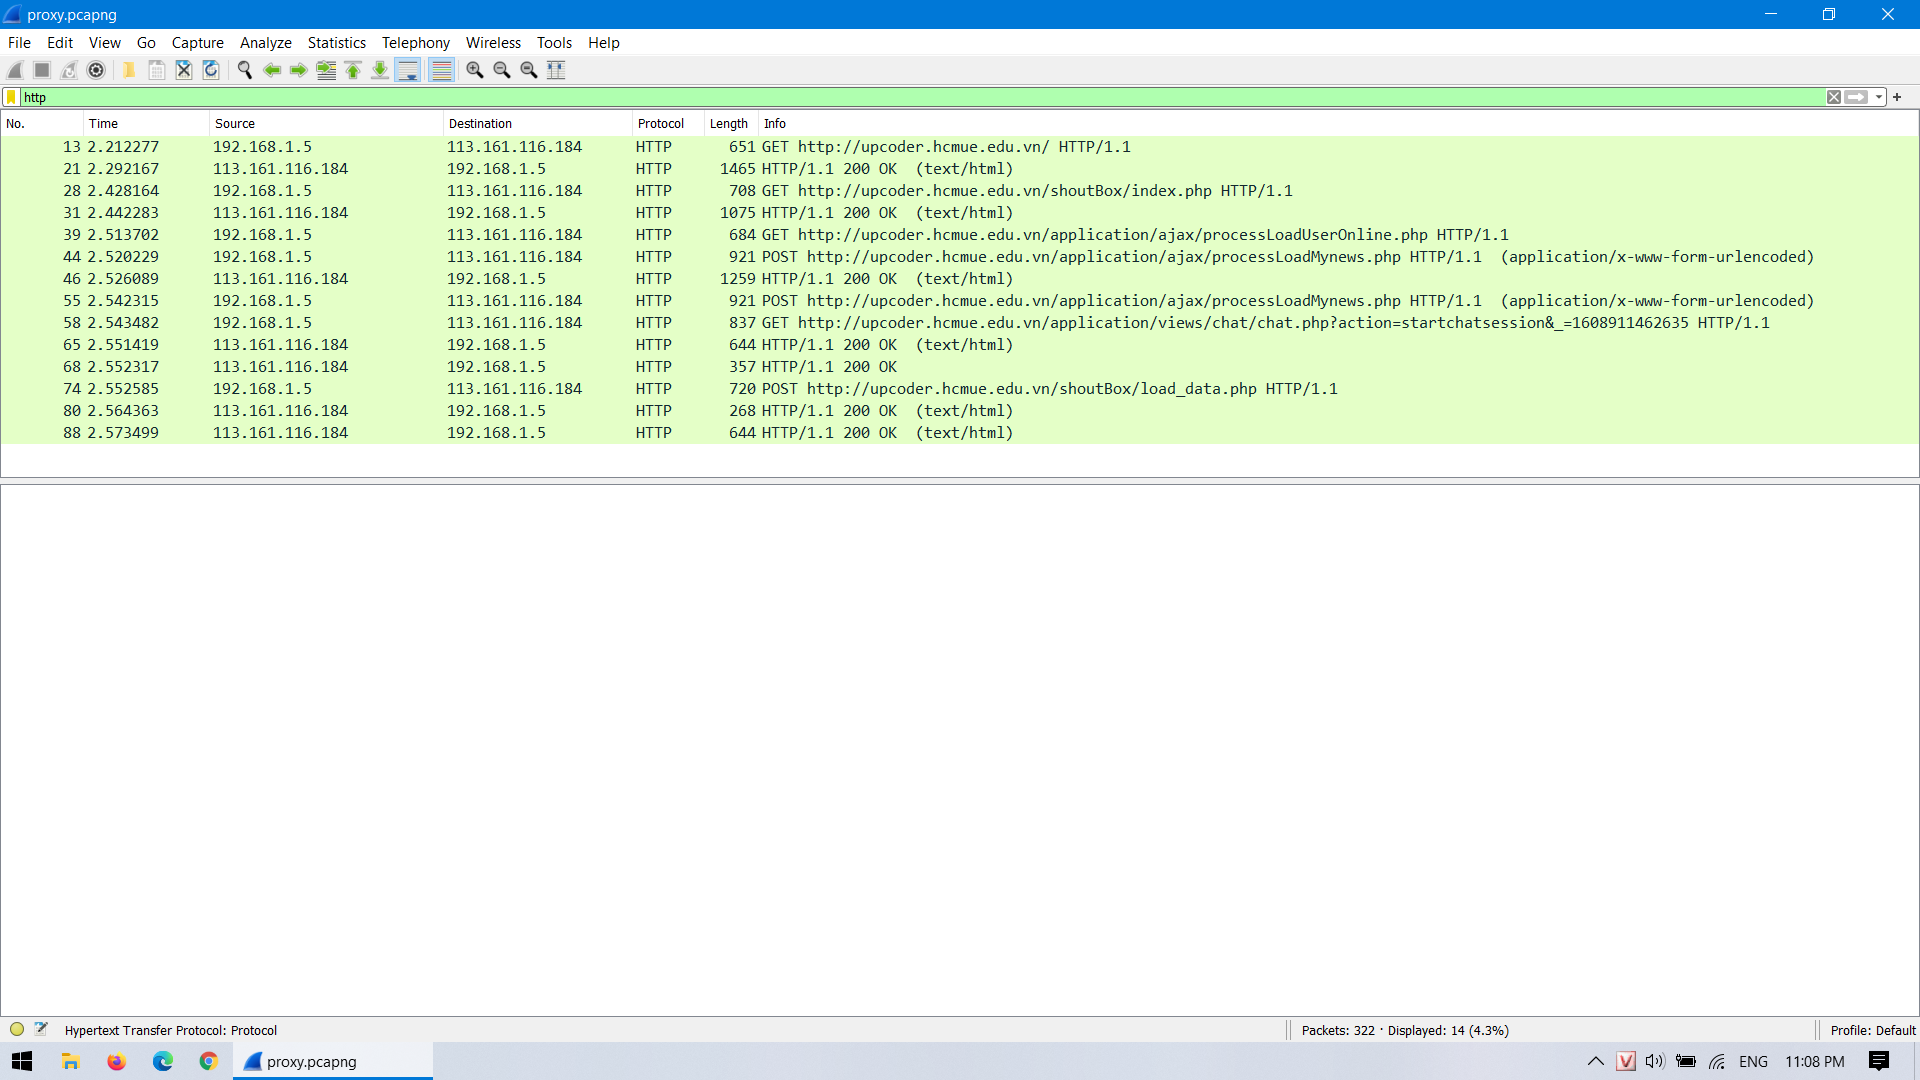 proxy.pcapng
File Edit View Go Capture Analyze Statistics Telephony Wireless Tools Help
http
No. Time Source Destination Protocol Length Info
13 2.212277 192.168.1.5 113.161.116.184 HTTP 651 GET http://upcoder.hcmue.edu.vn/ HTTP/1.1
21 2.292167 113.161.116.184 192.168.1.5 HTTP 1465 HTTP/1.1 200 OK (text/html)
28 2.428164 192.168.1.5 113.161.116.184 HTTP 708 GET http://upcoder.hcmue.edu.vn/shoutBox/index.php HTTP/1.1
31 2.442283 113.161.116.184 192.168.1.5 HTTP 1075 HTTP/1.1 200 OK (text/html)
39 2.513702 192.168.1.5 113.161.116.184 HTTP 684 GET http://upcoder.hcmue.edu.vn/application/ajax/processLoadUserOnline.php HTTP/1.1
44 2.520229 192.168.1.5 113.161.116.184 HTTP 921 POST http://upcoder.hcmue.edu.vn/application/ajax/processLoadMynews.php HTTP/1.1 (application/x-www-form-urlencoded)
46 2.526089 113.161.116.184 192.168.1.5 HTTP 1259 HTTP/1.1 200 OK (text/html)
55 2.542315 192.168.1.5 113.161.116.184 HTTP 921 POST http://upcoder.hcmue.edu.vn/application/ajax/processLoadMynews.php HTTP/1.1 (application/x-www-form-urlencoded)
58 2.543482 192.168.1.5 113.161.116.184 HTTP 837 GET http://upcoder.hcmue.edu.vn/application/views/chat/chat.php?action=startchatsession&_=1608911462635 HTTP/1.1
65 2.551419 113.161.116.184 192.168.1.5 HTTP 644 HTTP/1.1 200 OK (text/html)
68 2.552317 113.161.116.184 192.168.1.5 HTTP 357 HTTP/1.1 200 OK
74 2.552585 192.168.1.5 113.161.116.184 HTTP 720 POST http://upcoder.hcmue.edu.vn/shoutBox/load_data.php HTTP/1.1
80 2.564363 113.161.116.184 192.168.1.5 HTTP 268 HTTP/1.1 200 OK (text/html)
88 2.573499 113.161.116.184 192.168.1.5 HTTP 644 HTTP/1.1 200 OK (text/html)
Hypertext Transfer Protocol: Protocol Packets: 322 · Displayed: 14 (4.3%) Profile: Default
proxy.pcapng V ENG 11:08 PM